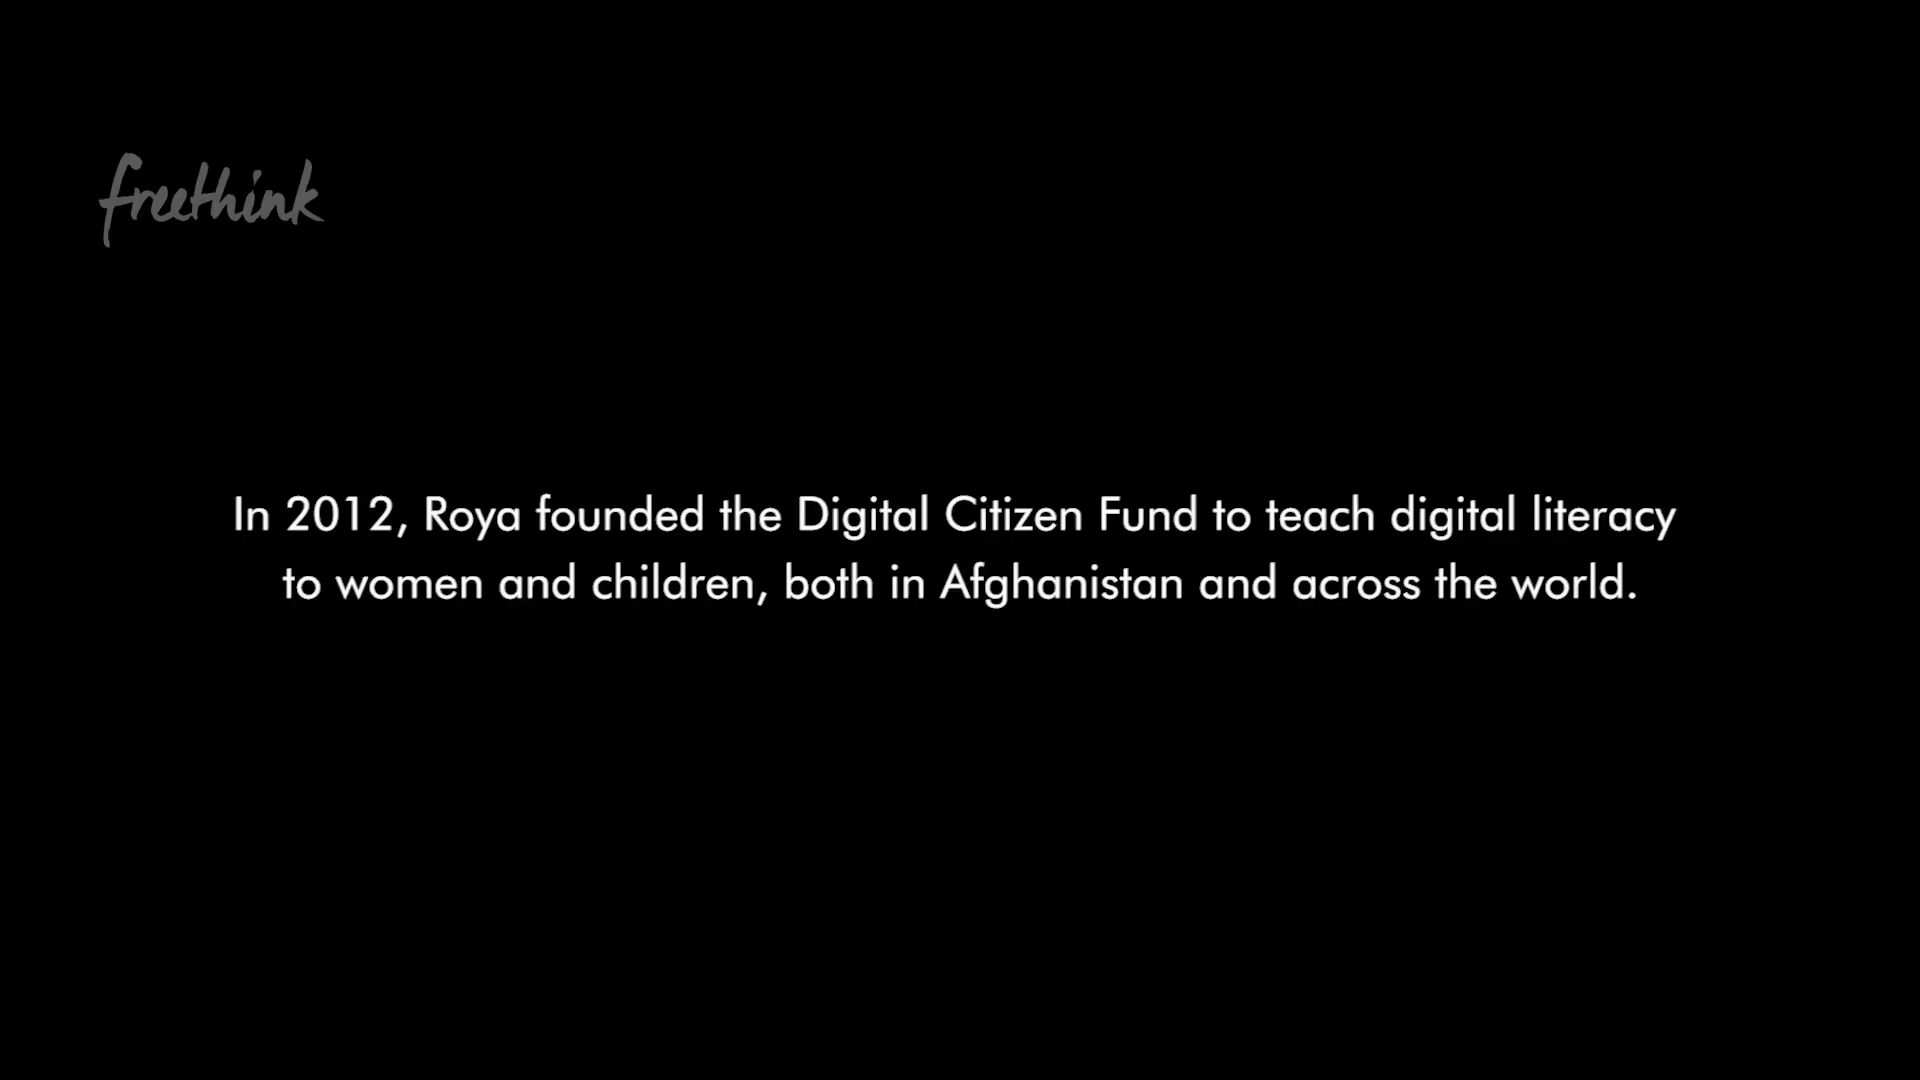 freethink
In 2012, Roya founded the Digital Citizen Fund to teach digital literacy
to women and children, both in Afghanistan and across the world.